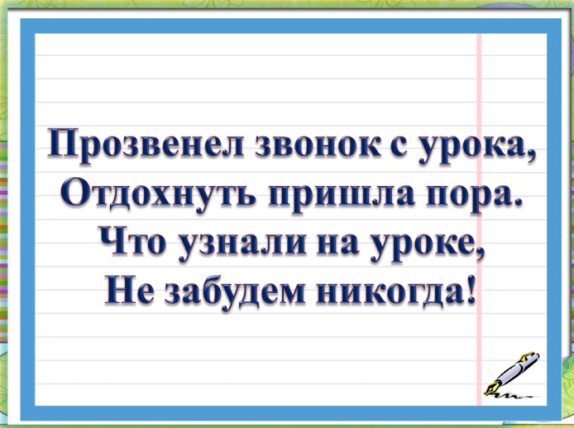 Прозвенел звонок с урока,
Отдохнуть пришла пора.
Что узнали на уроке,
Не забудем никогда!